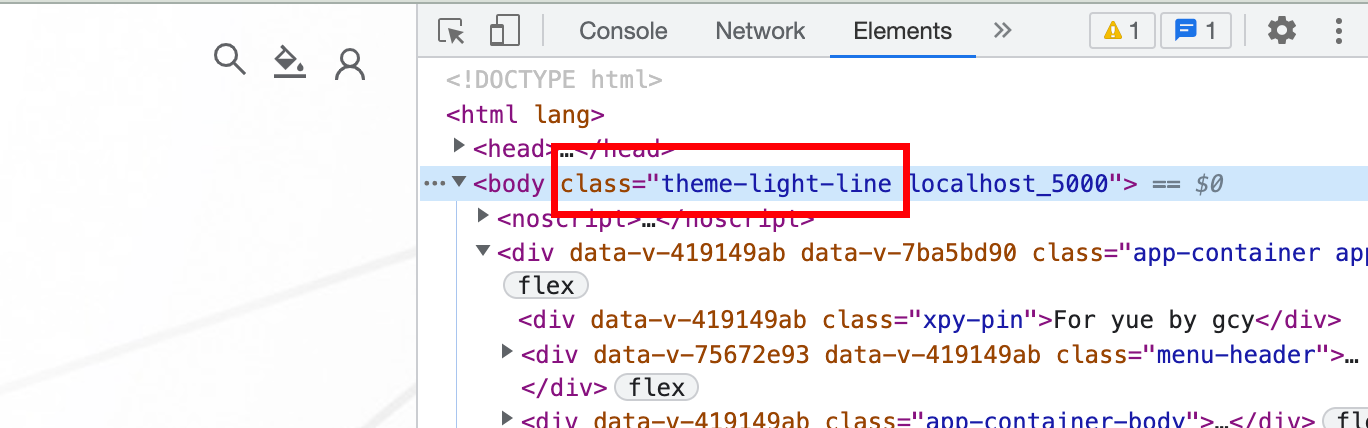 Console Network Elements 1 1
<!DOCTYPE html>
<html lang>
<head>…</head>
<body class="theme-light-line localhost_5000"> == $0
<noscript>…</noscript>
<div data-v-419149ab data-v-7ba5bd90 class="app-container app
flex
<div data-v-419149ab class="xpy-pin">For yue by gcy</div>
<div data-v-75672e93 data-v-419149ab class="menu-header">…
</div> flex
<div data-v-419149ab class="app-container-body">…</div> fle